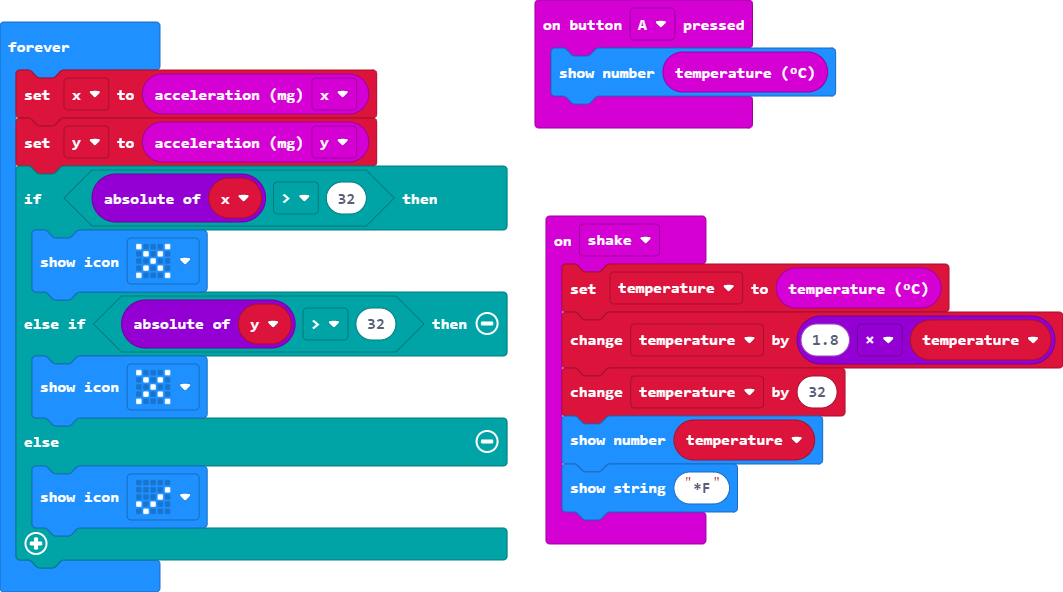 forever
set x to acceleration (mg) x
set y to acceleration (mg) y
if absolute of x > 32 then
show icon
else if absolute of y > 32 then
show icon
else
show icon
on button A pressed
show number temperature (ºC)
on shake
set temperature to temperature (ºC)
change temperature by 1.8 × temperature
change temperature by 32
show number temperature
show string "*F"